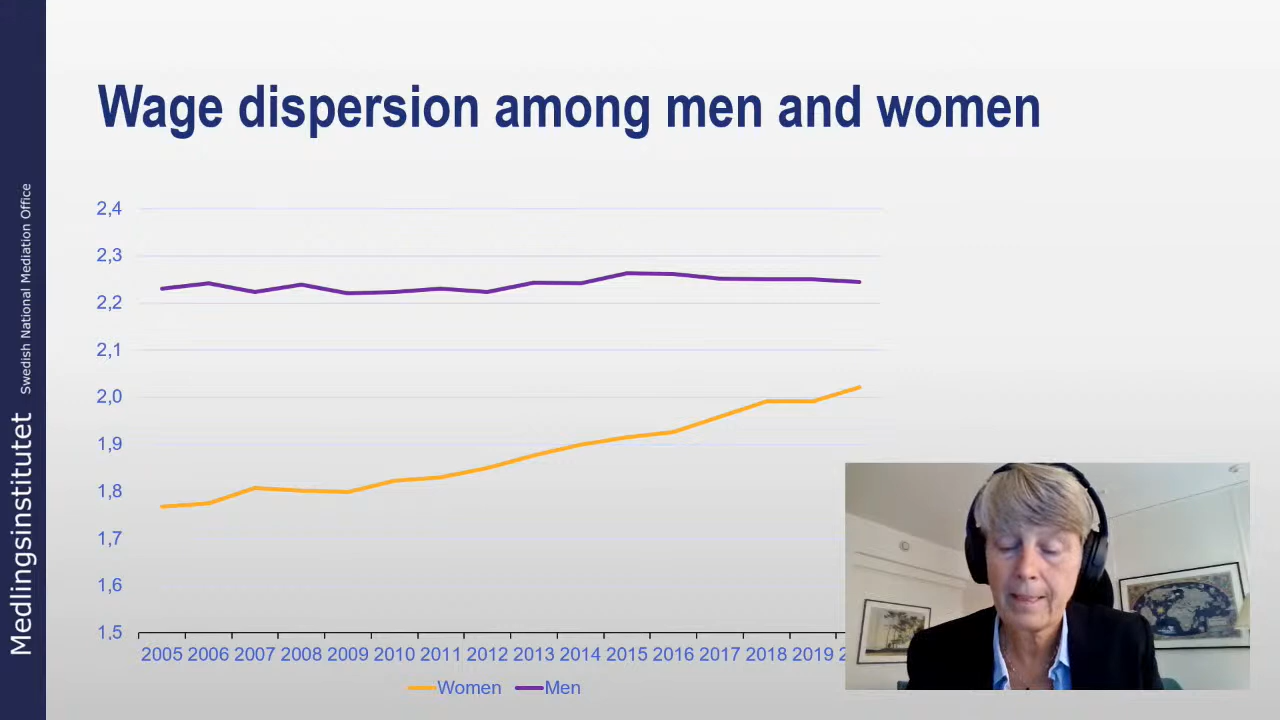 Wage dispersion among men and women
Medlingsinstitutet Swedish National Mediation Office
2,4
2,3
2,2
2,1
2,0
1,9
1,8
1,7
1,6
1,5
2005 2006 2007 2008 2009 2010 2011 2012 2013 2014 2015 2016 2017 2018 2019
Women Men